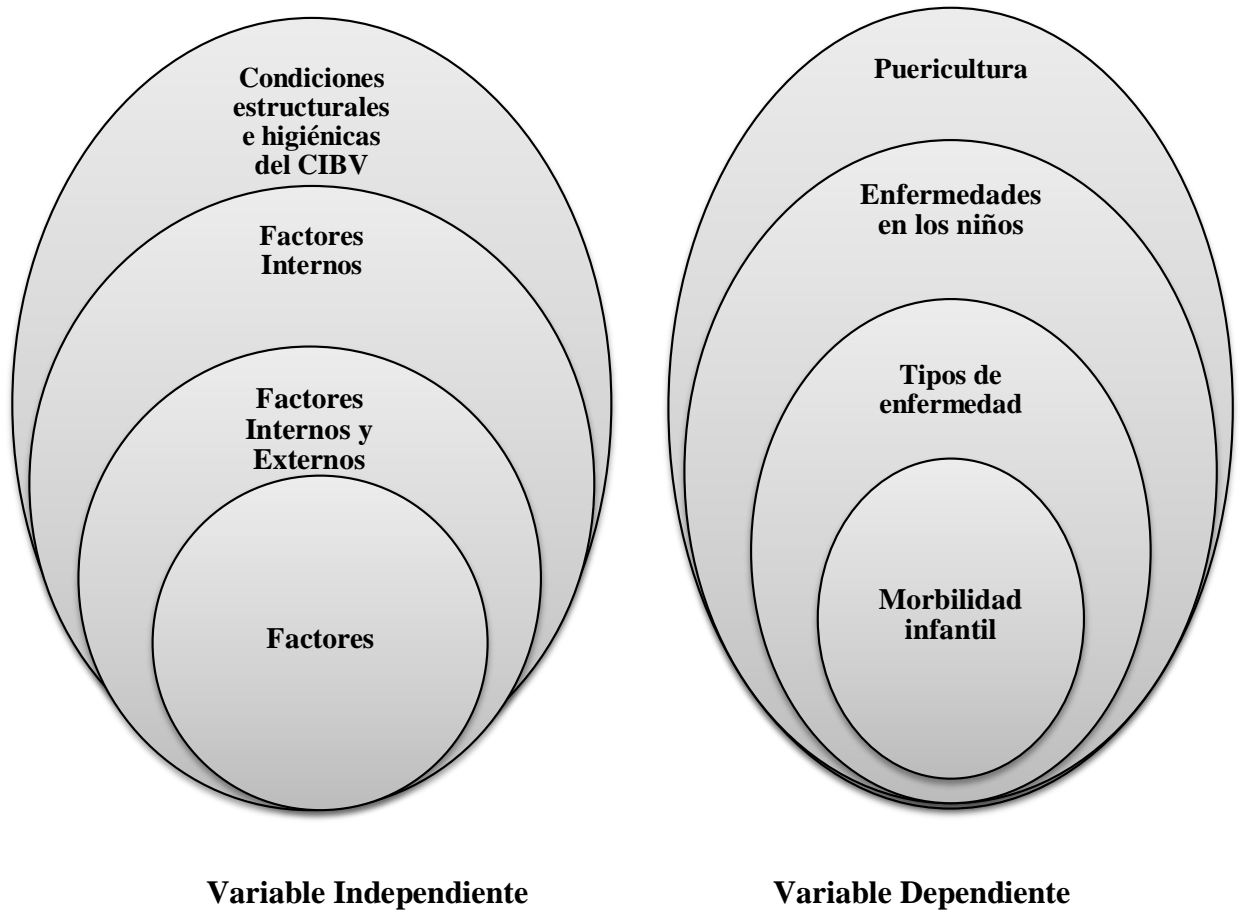 Condiciones
estructurales
e higiénicas
del CIBV
Factores
Internos
Factores
Internos y
Externos
Factores
Puericultura
Enfermedades
en los niños
Tipos de
enfermedad
Morbilidad
infantil
Variable Independiente
Variable Dependiente